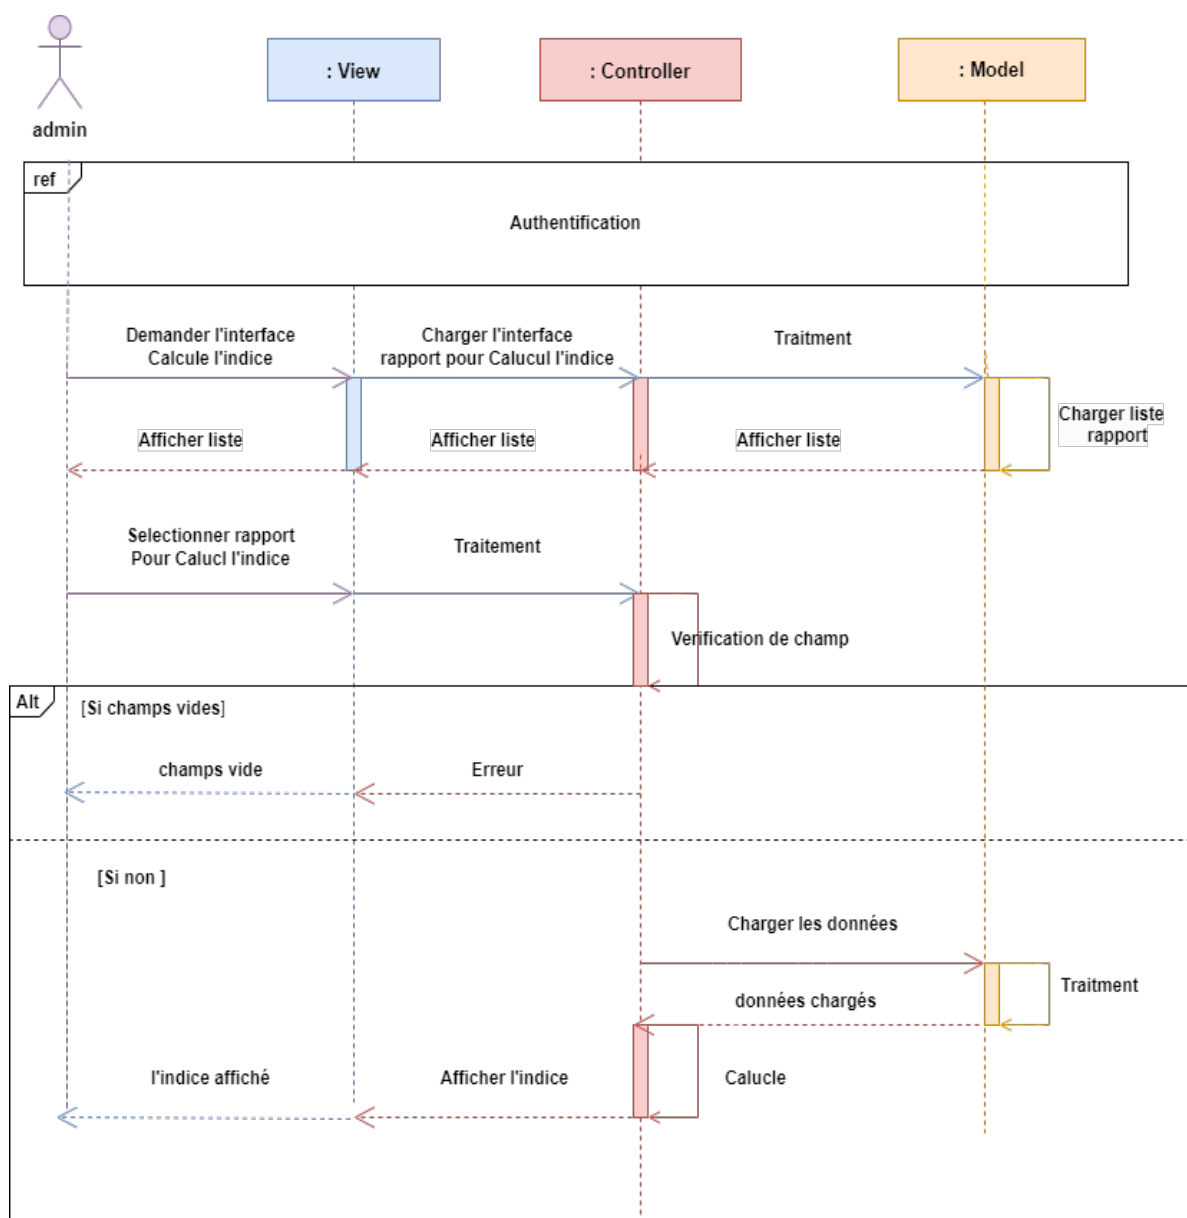 : View
: Controller
: Model
admin
ref
Authentification
Demander l'interface
Calcule l'indice
Charger l'interface
rapport pour Calucul l'indice
Traitment
Charger liste
rapport
Afficher liste
Afficher liste
Afficher liste
Selectionner rapport
Pour Calucl l'indice
Traitement
Verification de champ
Alt
[Si champs vides]
champs vide
Erreur
[Si non ]
Charger les données
Traitment
données chargés
l'indice affiché
Afficher l'indice
Calucle